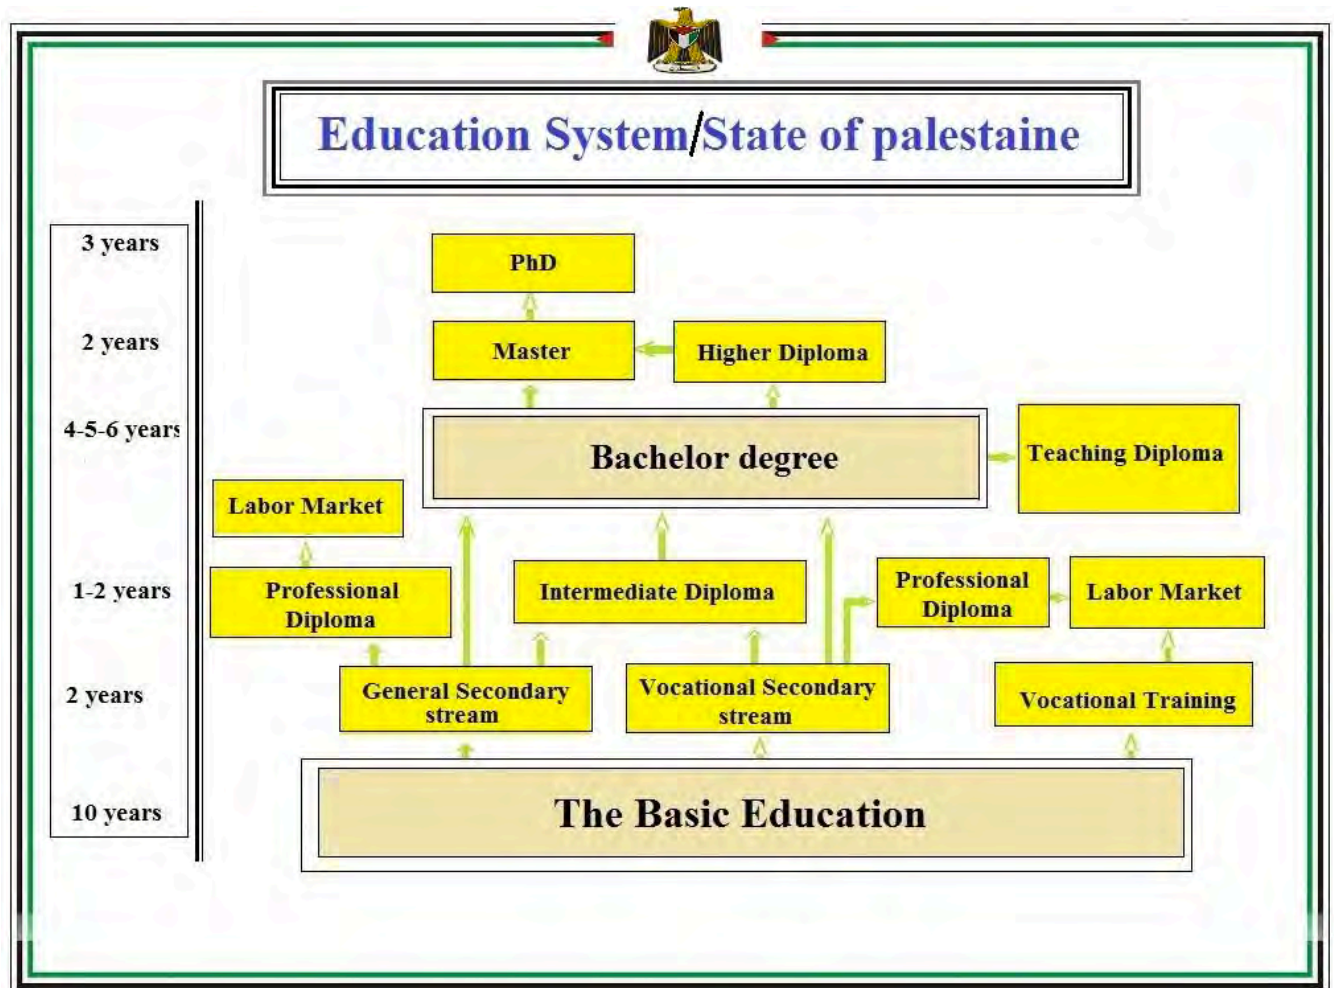 Education System/State of palestaine
3 years
PhD
2 years
Master
Higher Diploma
4-5-6 years
Bachelor degree
Teaching Diploma
Labor Market
1-2 years
Professional
Diploma
Intermediate Diploma
Professional
Diploma
Labor Market
2 years
General Secondary
stream
Vocational Secondary
stream
Vocational Training
10 years
The Basic Education